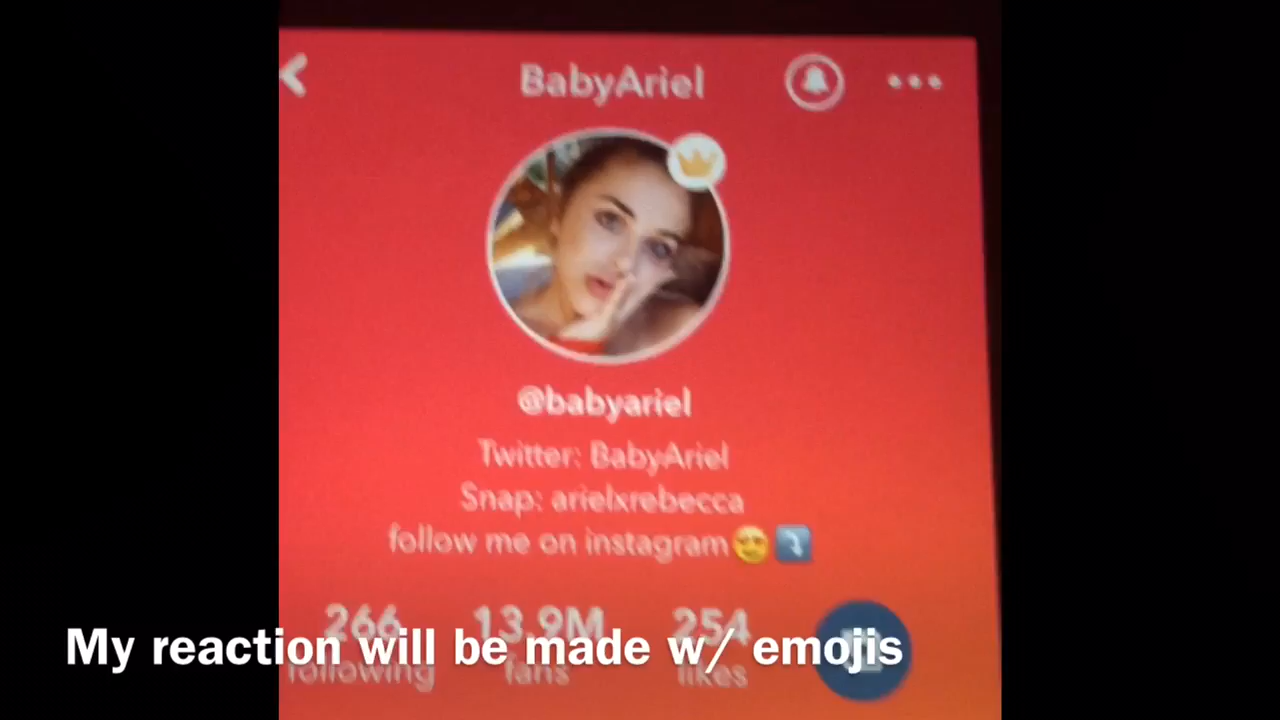 BabyAriel
@babyariel
Twitter: BabyAriel
Snap: arielxrebecca
follow me on instagram😍⤵️
266 13.9M 254
following fans likes
My reaction will be made w/ emojis